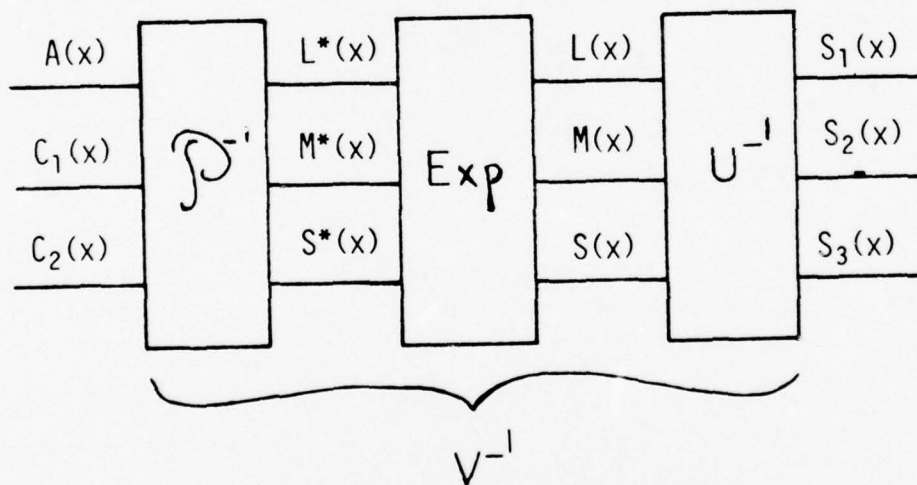 A(x) L*(x) L(x) S₁(x)
C₁(x) M*(x) M(x) S₂(x)
P⁻¹ Exp U⁻¹
C₂(x) S*(x) S(x) S₃(x)
V⁻¹